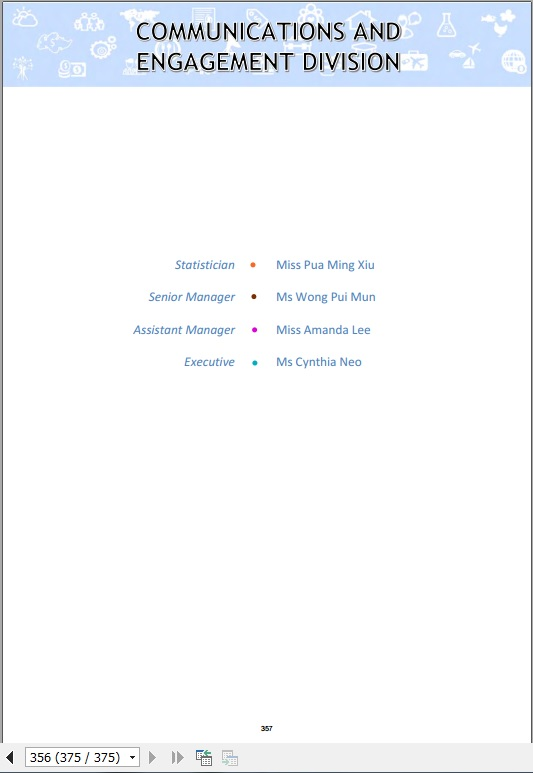 COMMUNICATIONS AND
ENGAGEMENT DIVISION
Statistician • Miss Pua Ming Xiu
Senior Manager • Ms Wong Pui Mun
Assistant Manager • Miss Amanda Lee
Executive • Ms Cynthia Neo
357
356 (375 / 375)